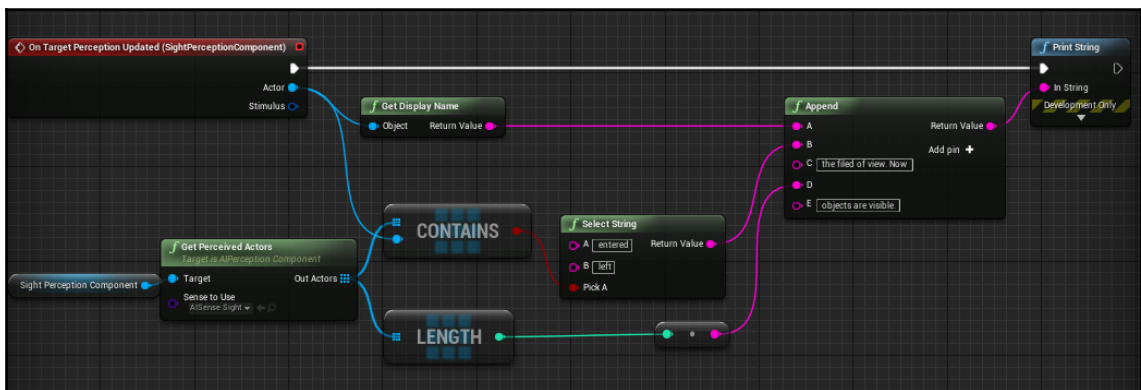 On Target Perception Updated (SightPerceptionComponent)
Actor
Stimulus
f Print String
In String
Development Only
f Get Display Name
Object Return Value
f Append
A Return Value
B Add pin +
C the filed of view. Now
D
E objects are visible.
CONTAINS
f Select String
A entered Return Value
B left
Pick A
f Get Perceived Actors
Target is AIPerception Component
Sight Perception Component
Target Out Actors
Sense to Use
AISense Sight
LENGTH